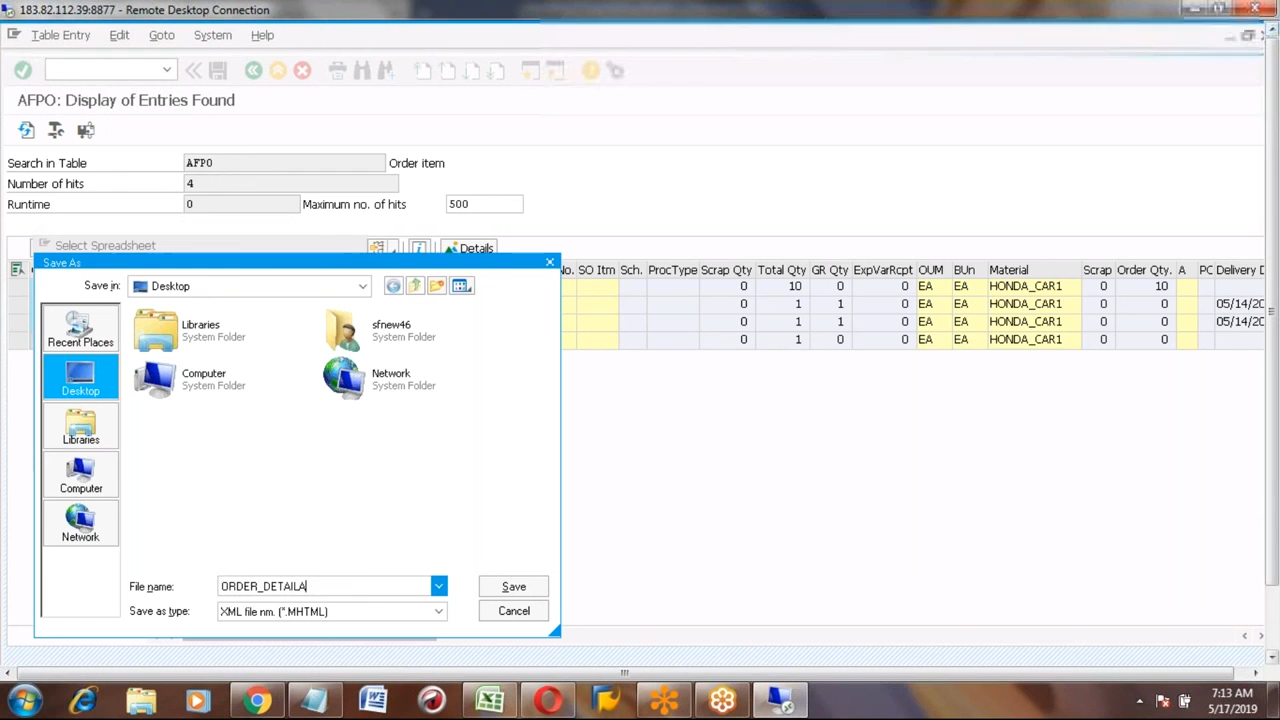 183.82.112.39:8877 - Remote Desktop Connection
Table Entry Edit Goto System Help
AFPO: Display of Entries Found
Search in Table AFPO Order item
Number of hits 4
Runtime 0 Maximum no. of hits 500
Select Spreadsheet Details
Save As
No. SO Itm Sch. ProcType Scrap Qty Total Qty GR Qty ExpVarRcpt OUM BUn Material Scrap Order Qty. A PC Delivery D
0 10 0 0 EA EA HONDA_CAR1 0 10
0 1 1 0 EA EA HONDA_CAR1 0 0 05/14/20
0 1 1 0 EA EA HONDA_CAR1 0 0 05/14/20
0 1 0 EA EA HONDA_CAR1 0 0
Save in: Desktop
Recent Places
Desktop
Libraries
Computer
Network
Libraries
System Folder
sfnew46
System Folder
Computer
System Folder
Network
System Folder
File name: ORDER_DETAILA Save
Save as type: XML file nm. (*.MHTML) Cancel
7:13 AM
5/17/2019